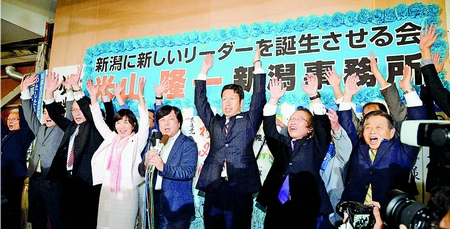 新潟に新しいリーダーを誕生させる会
米山隆一 新潟事務所